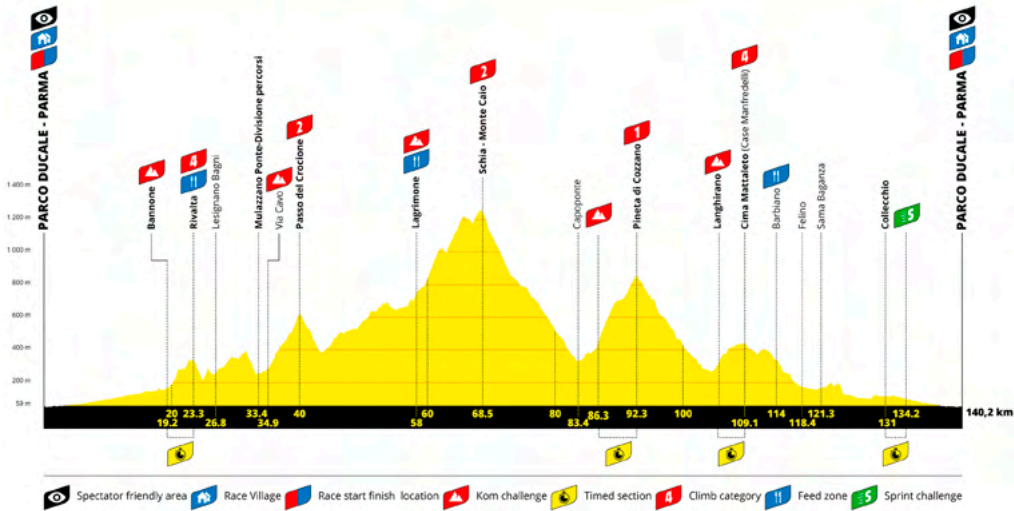 PARCO DUCALE - PARMA
Bannone
4
Rivalta
Lesignano Bagni
Mulazzano Ponte-Divisione percorsi
Via Cavo
2
Passo del Crocione
Lagrimone
2
Schia - Monte Caio
Capoponte
1
Pineta di Cozzano
Langhirano
4
Cima Mattaleto (Case Manfredelli)
Barbiano
Felino
Sama Baganza
Collecchio
S
PARCO DUCALE - PARMA
1 400 m
1 200 m
1 000 m
800 m
600 m
400 m
200 m
59 m
20 23.3 33.4 40 60 68.5 80 86.3 92.3 100 114 121.3 134.2
19.2 26.8 34.9 58 83.4 109.1 118.4 131
140,2 km
Spectator friendly area
Race Village
Race start finish location
Kom challenge
Timed section
4 Climb category
Feed zone
S Sprint challenge